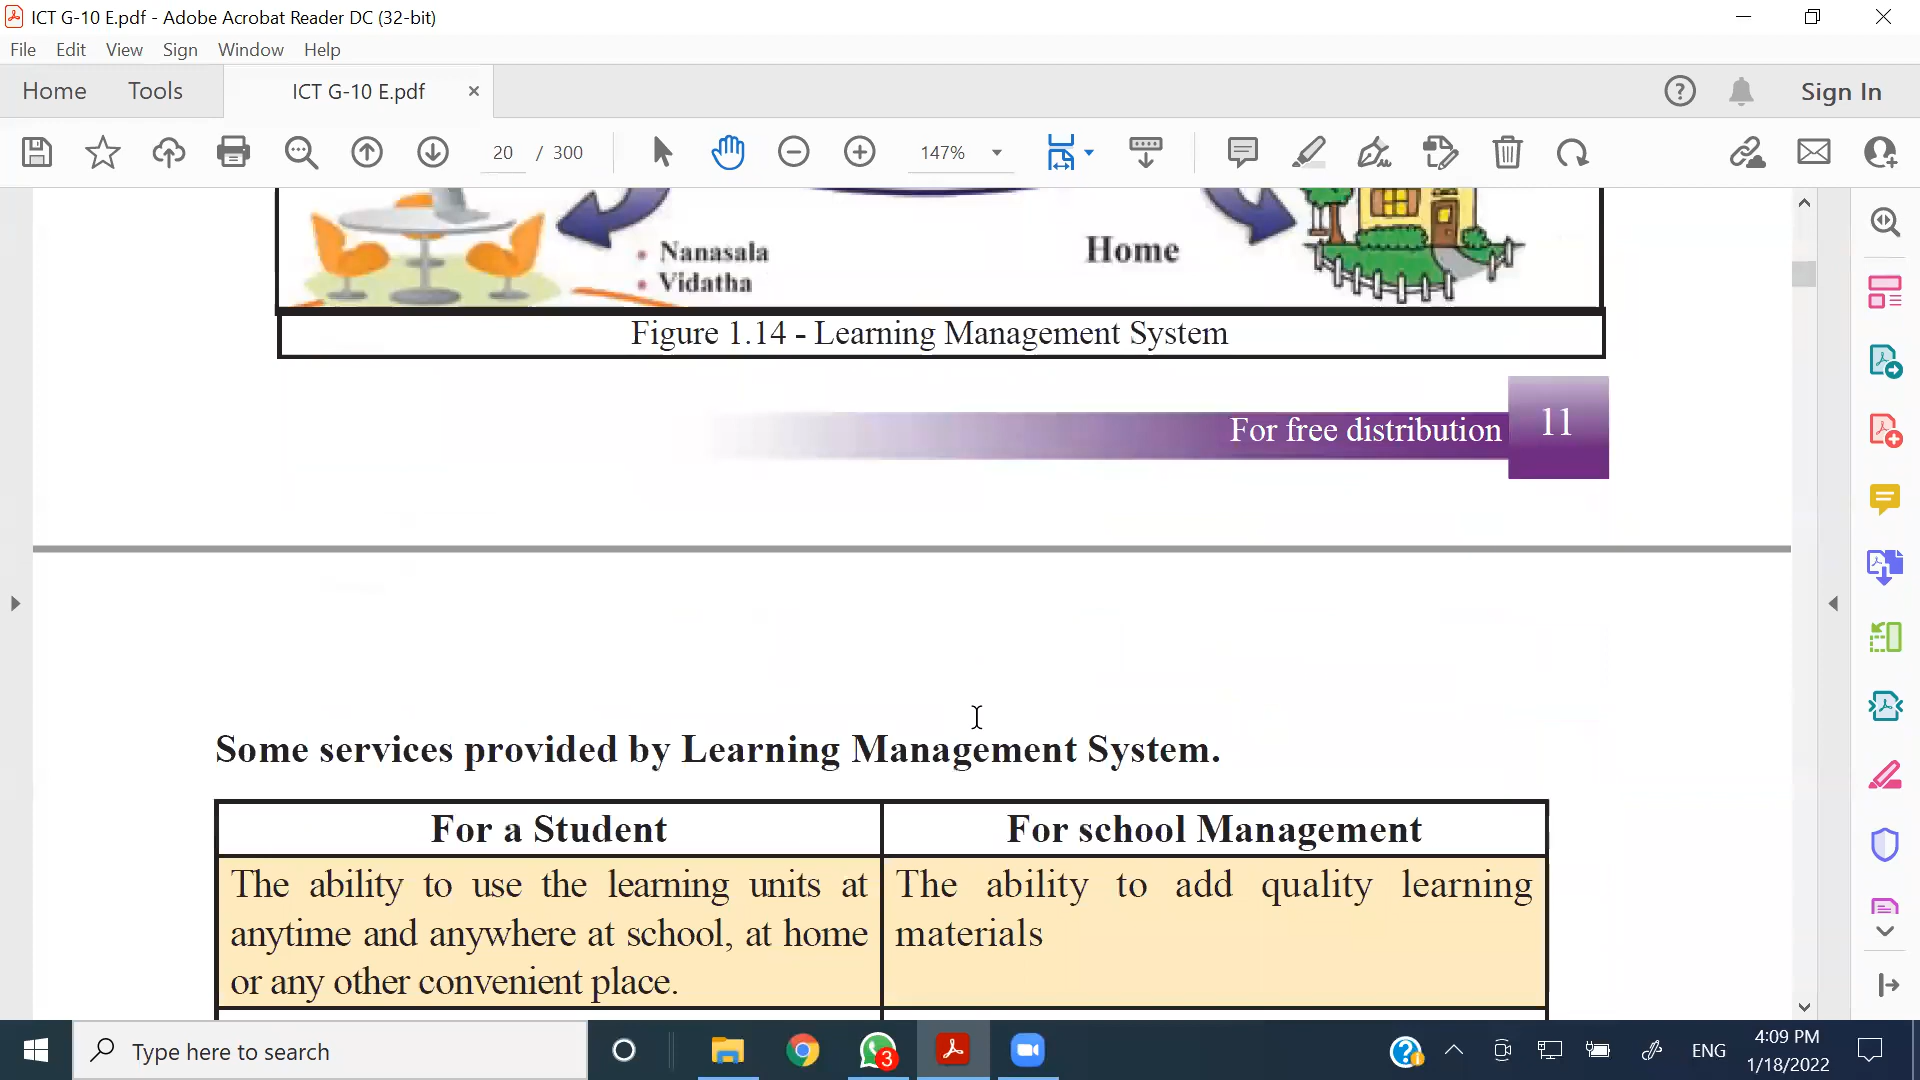 ICT G-10 E.pdf - Adobe Acrobat Reader DC (32-bit)
File Edit View Sign Window Help
Home Tools ICT G-10 E.pdf × Sign In
20 / 300 147%
• Nanasala
• Vidatha
Home
Figure 1.14 - Learning Management System
For free distribution 11
Some services provided by Learning Management System.
For a Student
The ability to use the learning units at
anytime and anywhere at school, at home
or any other convenient place.
For school Management
The ability to add quality learning
materials
Type here to search
3
ENG
4:09 PM
1/18/2022